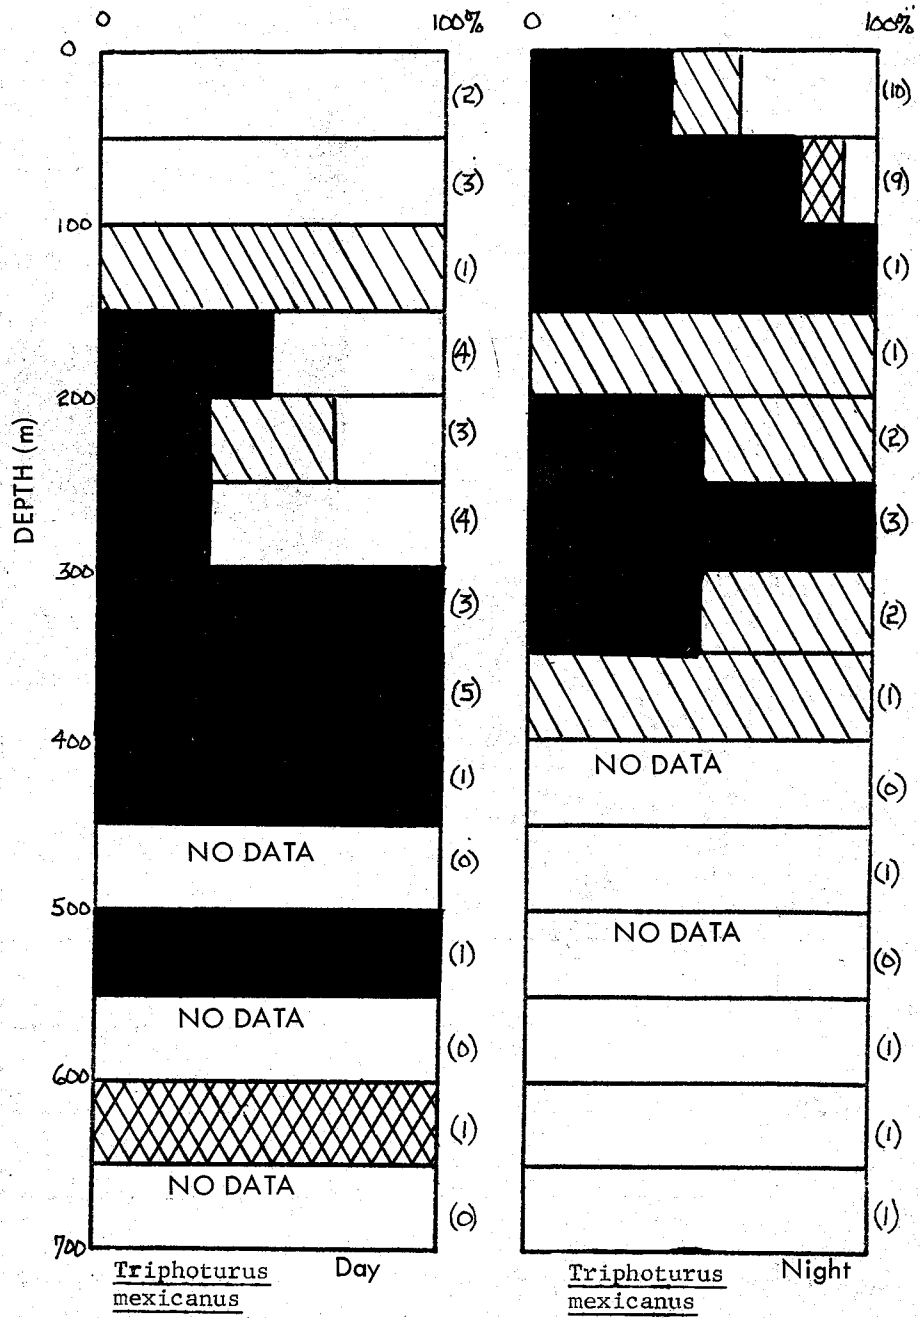 0 100% 0 100%
0
(2) (10)
(3) (9)
100
(1) (1)
(4) (1)
200
(3) (2)
DEPTH (m)
(4) (3)
300
(3) (2)
(5) (1)
400
NO DATA
(1) (0)
NO DATA
(0) (1)
500
NO DATA
(1) (0)
NO DATA
(0) (1)
600
(1) (1)
NO DATA
(0) (1)
700
Triphoturus Day Triphoturus Night
mexicanus mexicanus